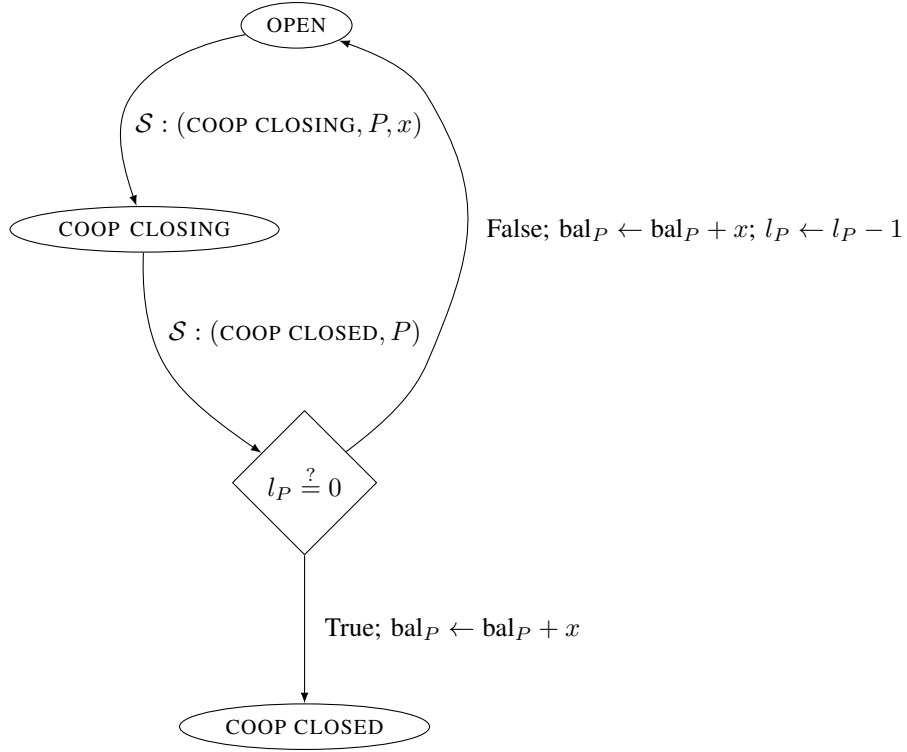 OPEN
𝒮 : (COOP CLOSING, P, x)
COOP CLOSING
False; bal_P ← bal_P + x; l_P ← l_P − 1
𝒮 : (COOP CLOSED, P)
l_P ≟ 0
True; bal_P ← bal_P + x
COOP CLOSED